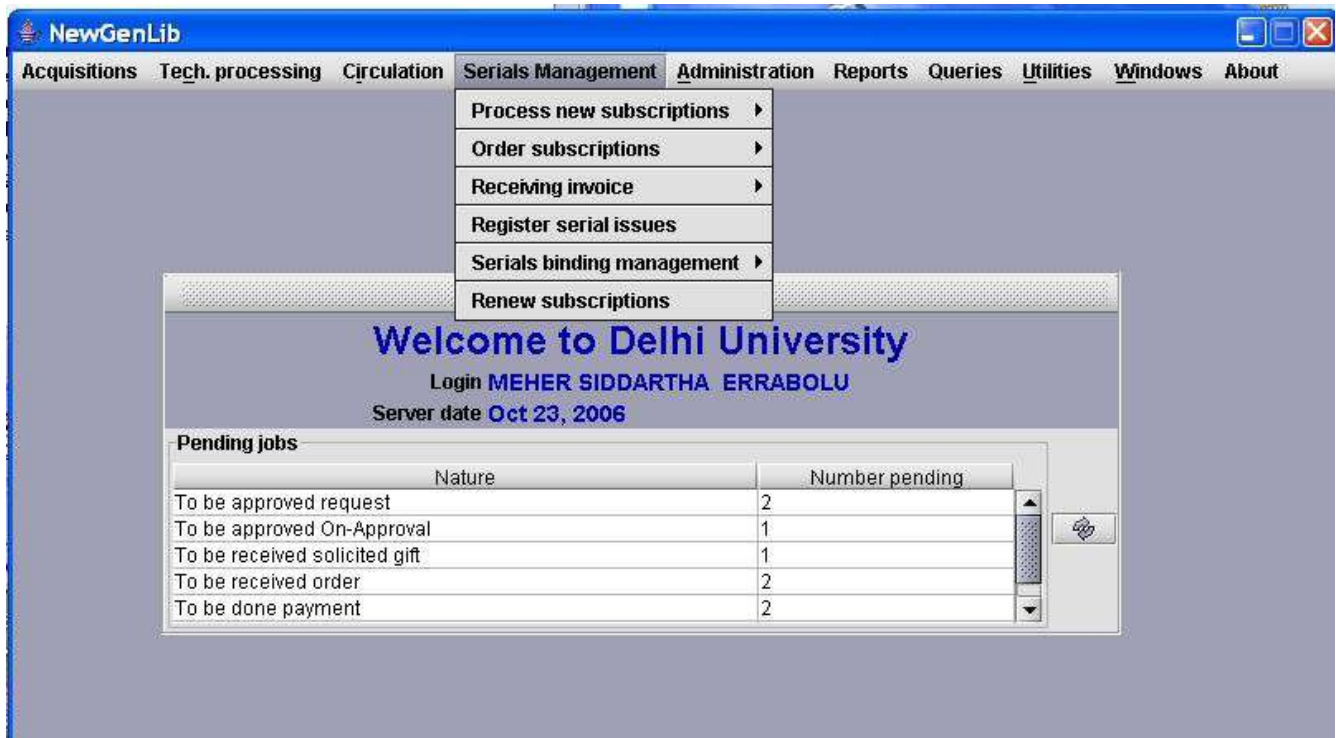 NewGenLib
Acquisitions Tech. processing Circulation Serials Management Administration Reports Queries Utilities Windows About
Process new subscriptions
Order subscriptions
Receiving invoice
Register serial issues
Serials binding management
Renew subscriptions
Welcome to Delhi University
Login MEHER SIDDARTHA ERRABOLU
Server date Oct 23, 2006
Pending jobs
Nature Number pending
To be approved request 2
To be approved On-Approval 1
To be received solicited gift 1
To be received order 2
To be done payment 2